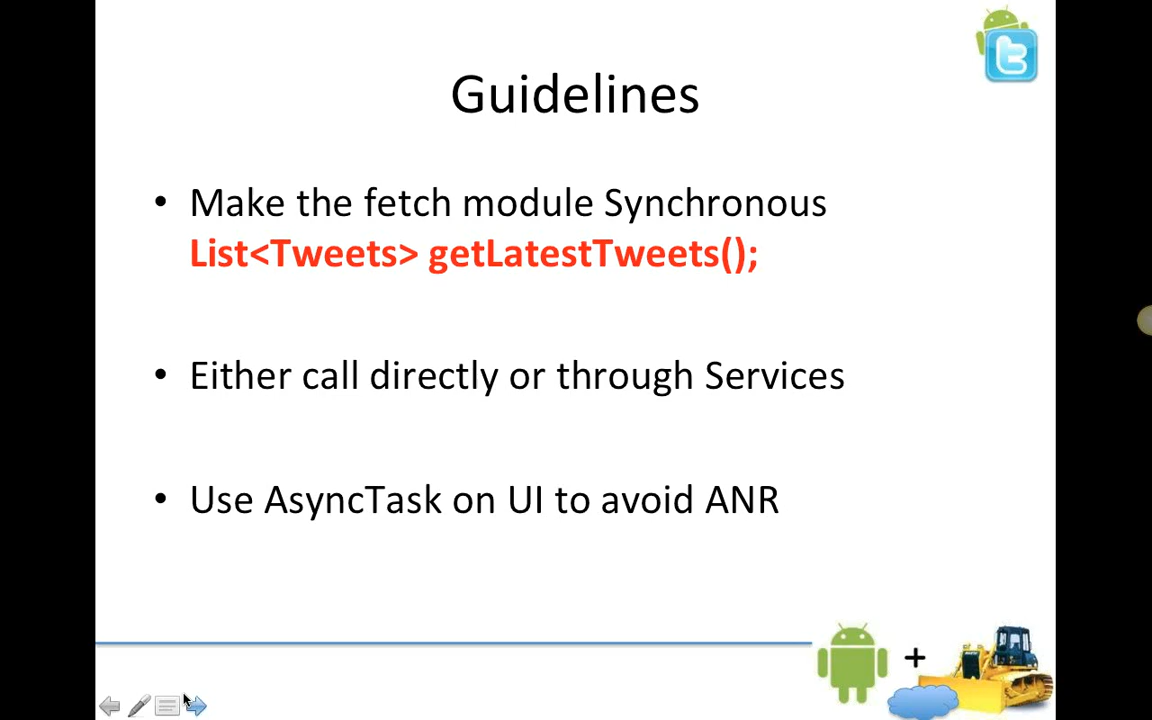 Guidelines
• Make the fetch module Synchronous
List<Tweets> getLatestTweets();
• Either call directly or through Services
• Use AsyncTask on UI to avoid ANR
+